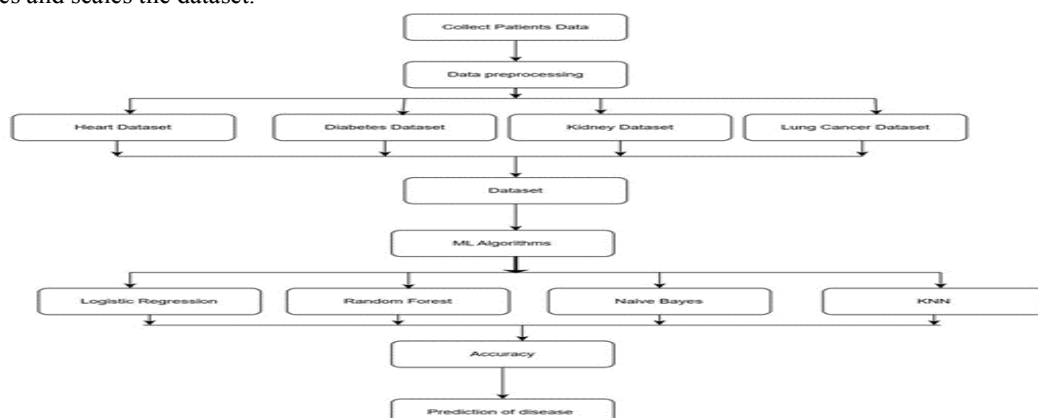 es and scales the dataset.
Collect Patients Data
Data preprocessing
Heart Dataset
Diabetes Dataset
Kidney Dataset
Lung Cancer Dataset
Dataset
ML Algorithms
Logistic Regression
Random Forest
Naive Bayes
KNN
Accuracy
Prediction of disease